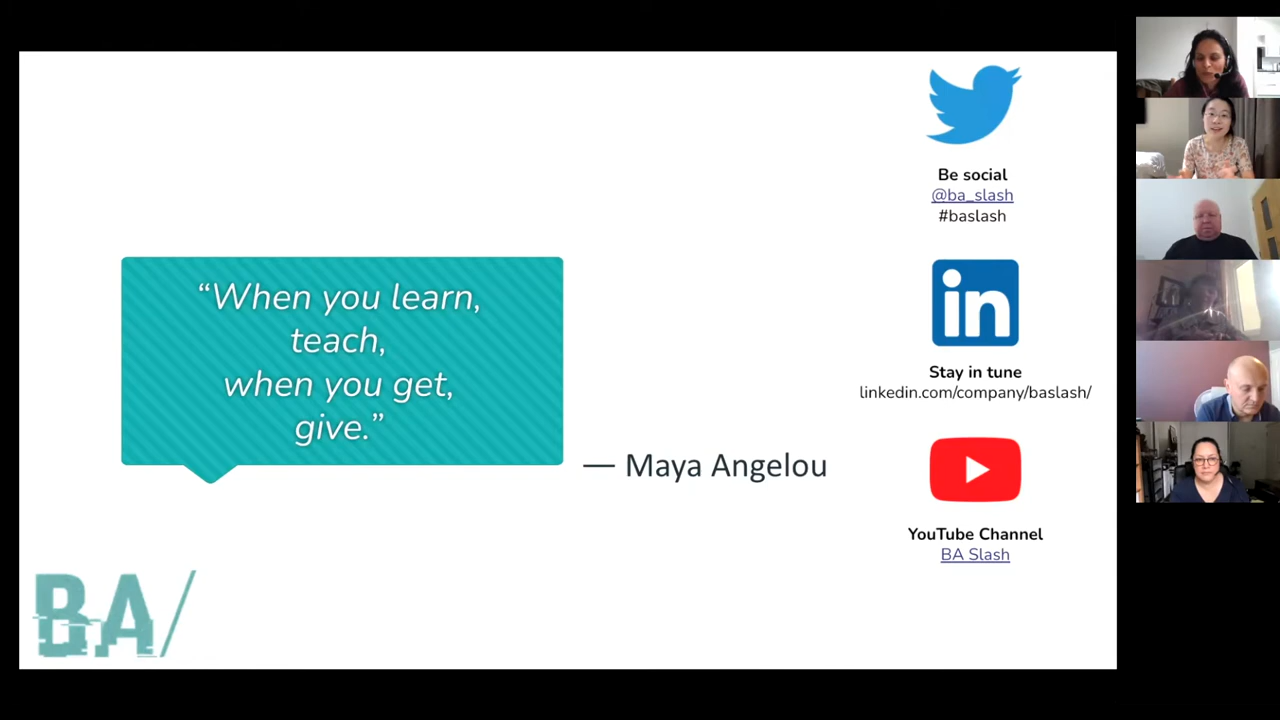 “When you learn,
teach,
when you get,
give.”
— Maya Angelou
Be social
@ba_slash
#baslash
in
Stay in tune
linkedin.com/company/baslash/
YouTube Channel
BA Slash
BA/